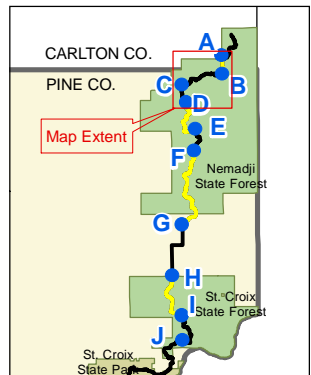 A
CARLTON CO.
B
PINE CO.
C
D
Map Extent
E
F
Nemadji
State Forest
G
H
St. Croix
State Forest
I
J
St. Croix
State Park